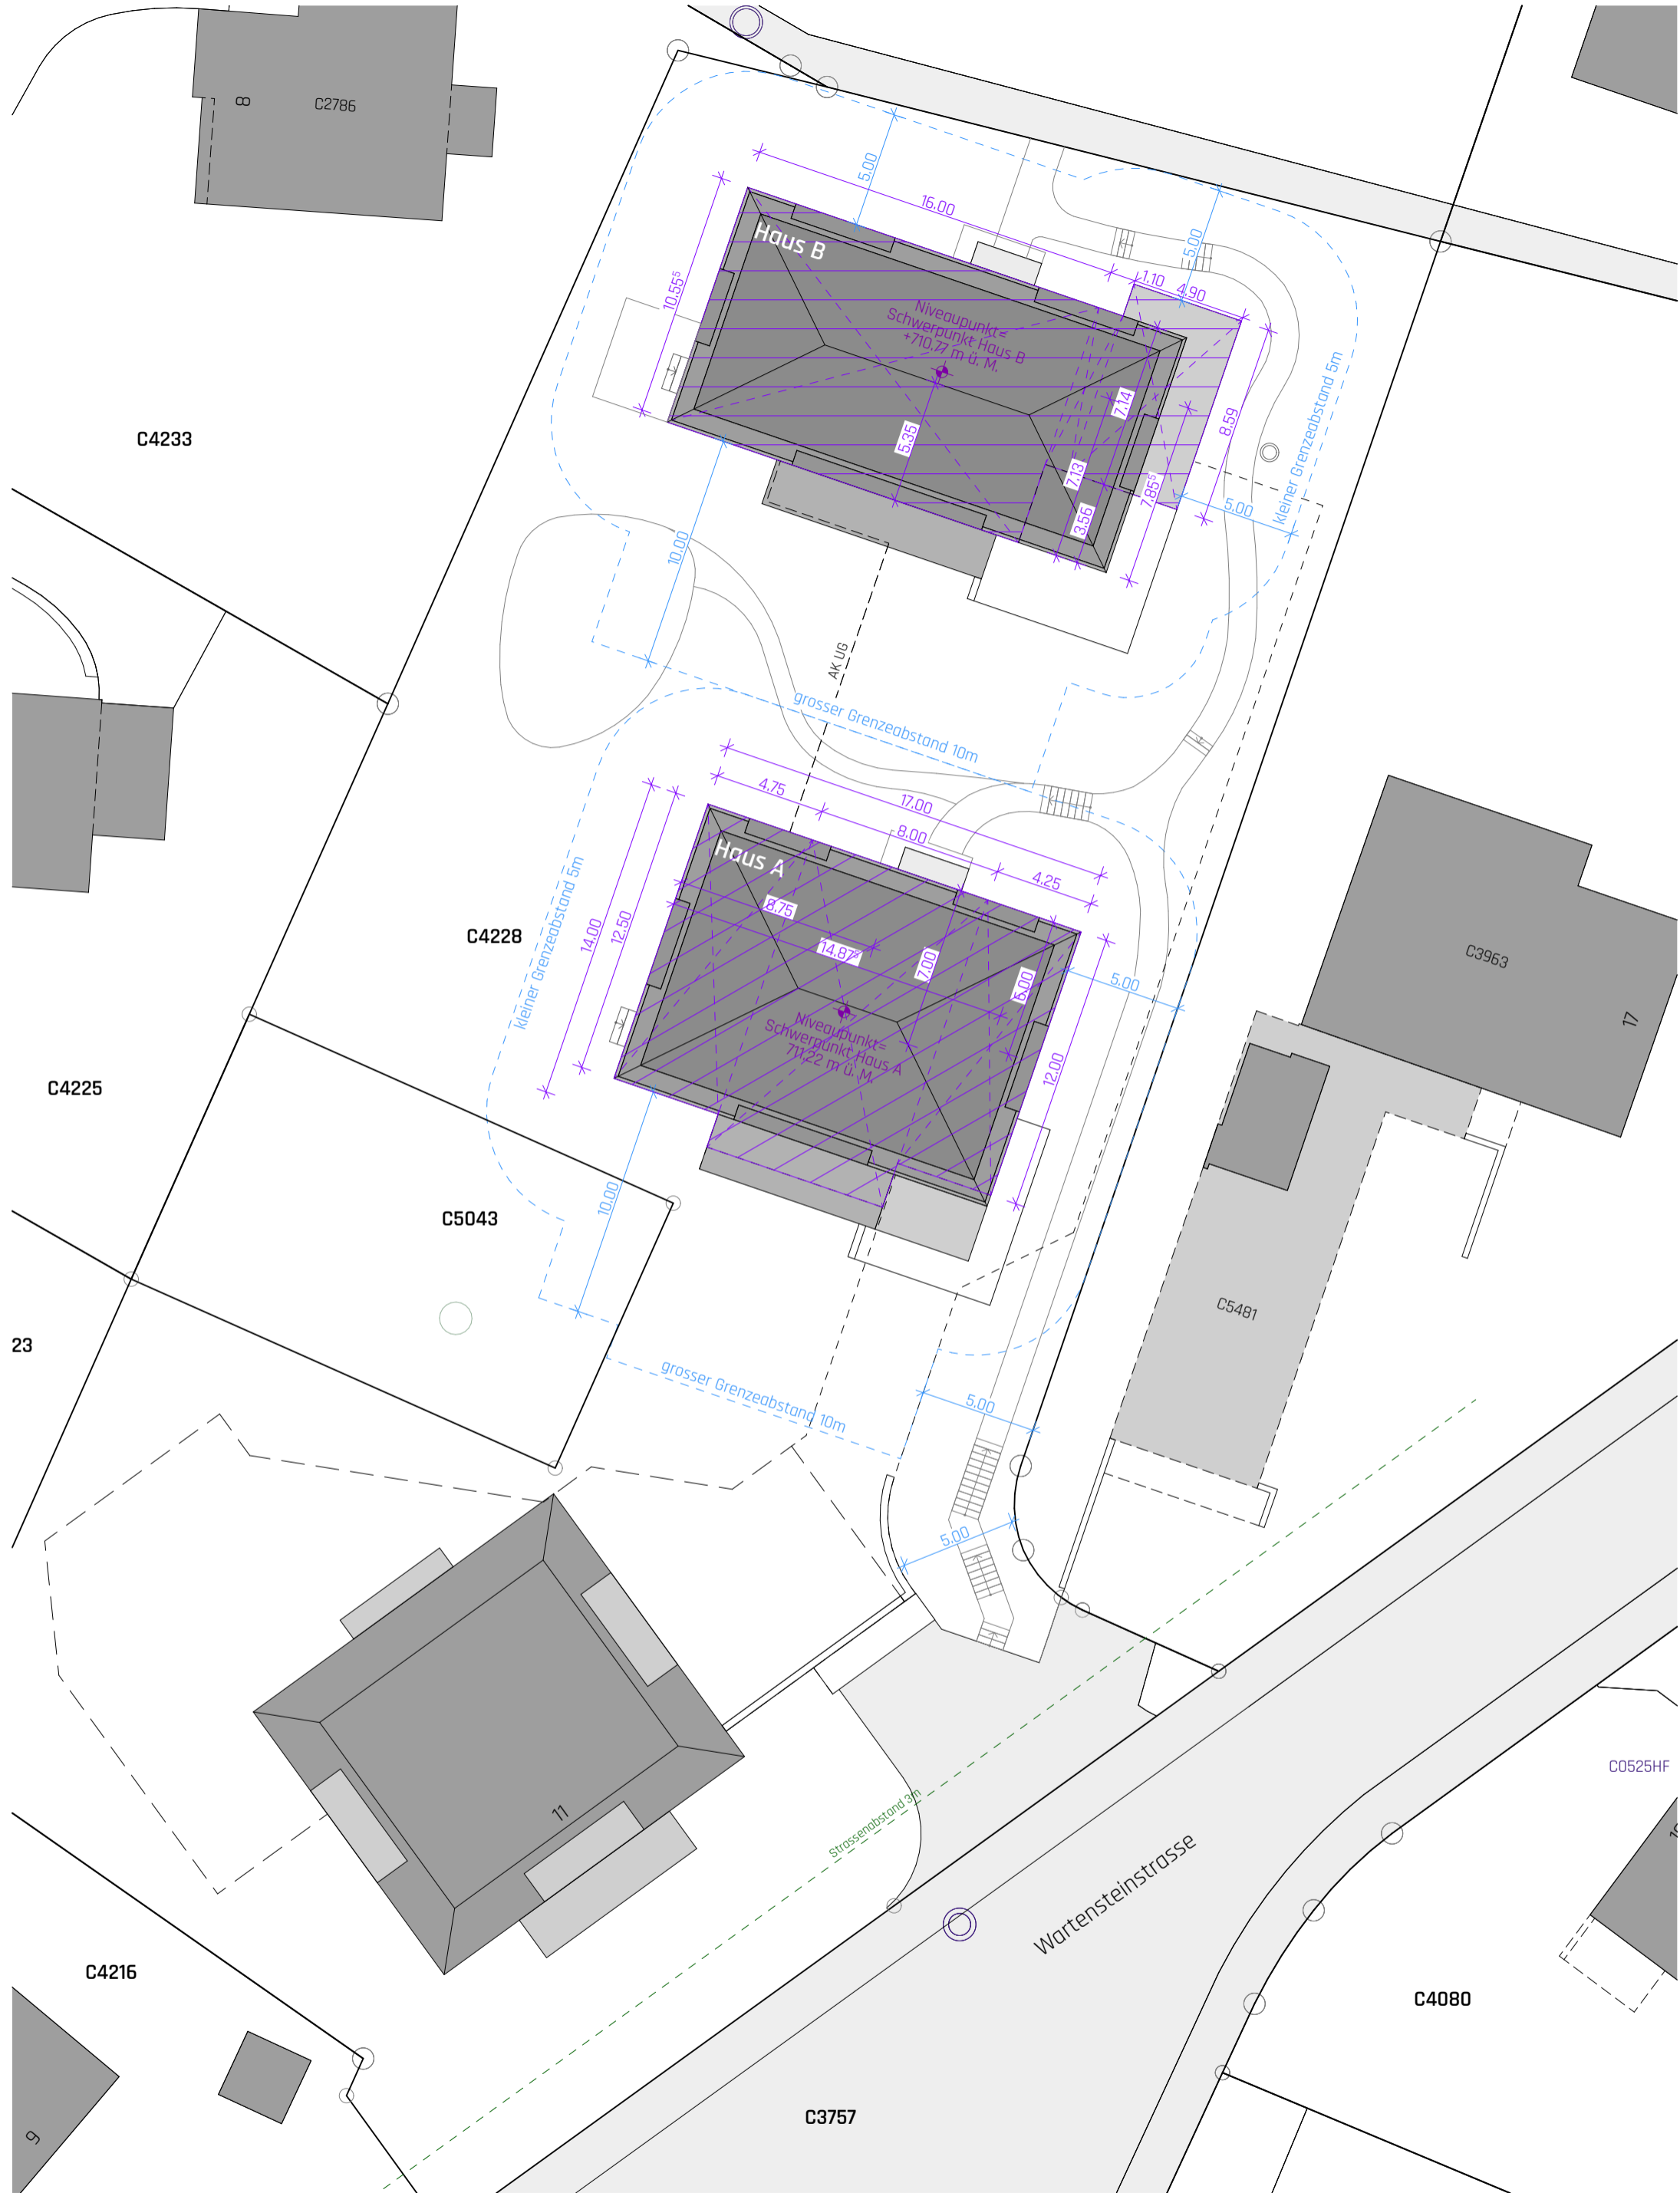 8
C2786
5.00
16.00
Haus B
5.00
1.10
4.90
10.55⁵
Niveaupunkt=
Schwerpunkt Haus B
+710.77 m ü. M.
7.14
8.59
5.35
kleiner Grenzeabstand 5m
C4233
7.13
7.85⁵
3.56
5.00
10.00
AK UG
grosser Grenzeabstand 10m
4.75
17.00
8.00
Haus A
4.25
8.75
14.00
12.50
14.87⁵
7.00
5.00
5.00
C4228
kleiner Grenzeabstand 5m
C3963
17
Niveaupunkt=
Schwerpunkt Haus A
711.22 m ü. M.
12.00
C4225
10.00
C5043
C5481
23
grosser Grenzeabstand 10m
5.00
5.00
C0525HF
11
Strassenabstand 3m
Wartensteinstrasse
C4216
C4080
C3757
9